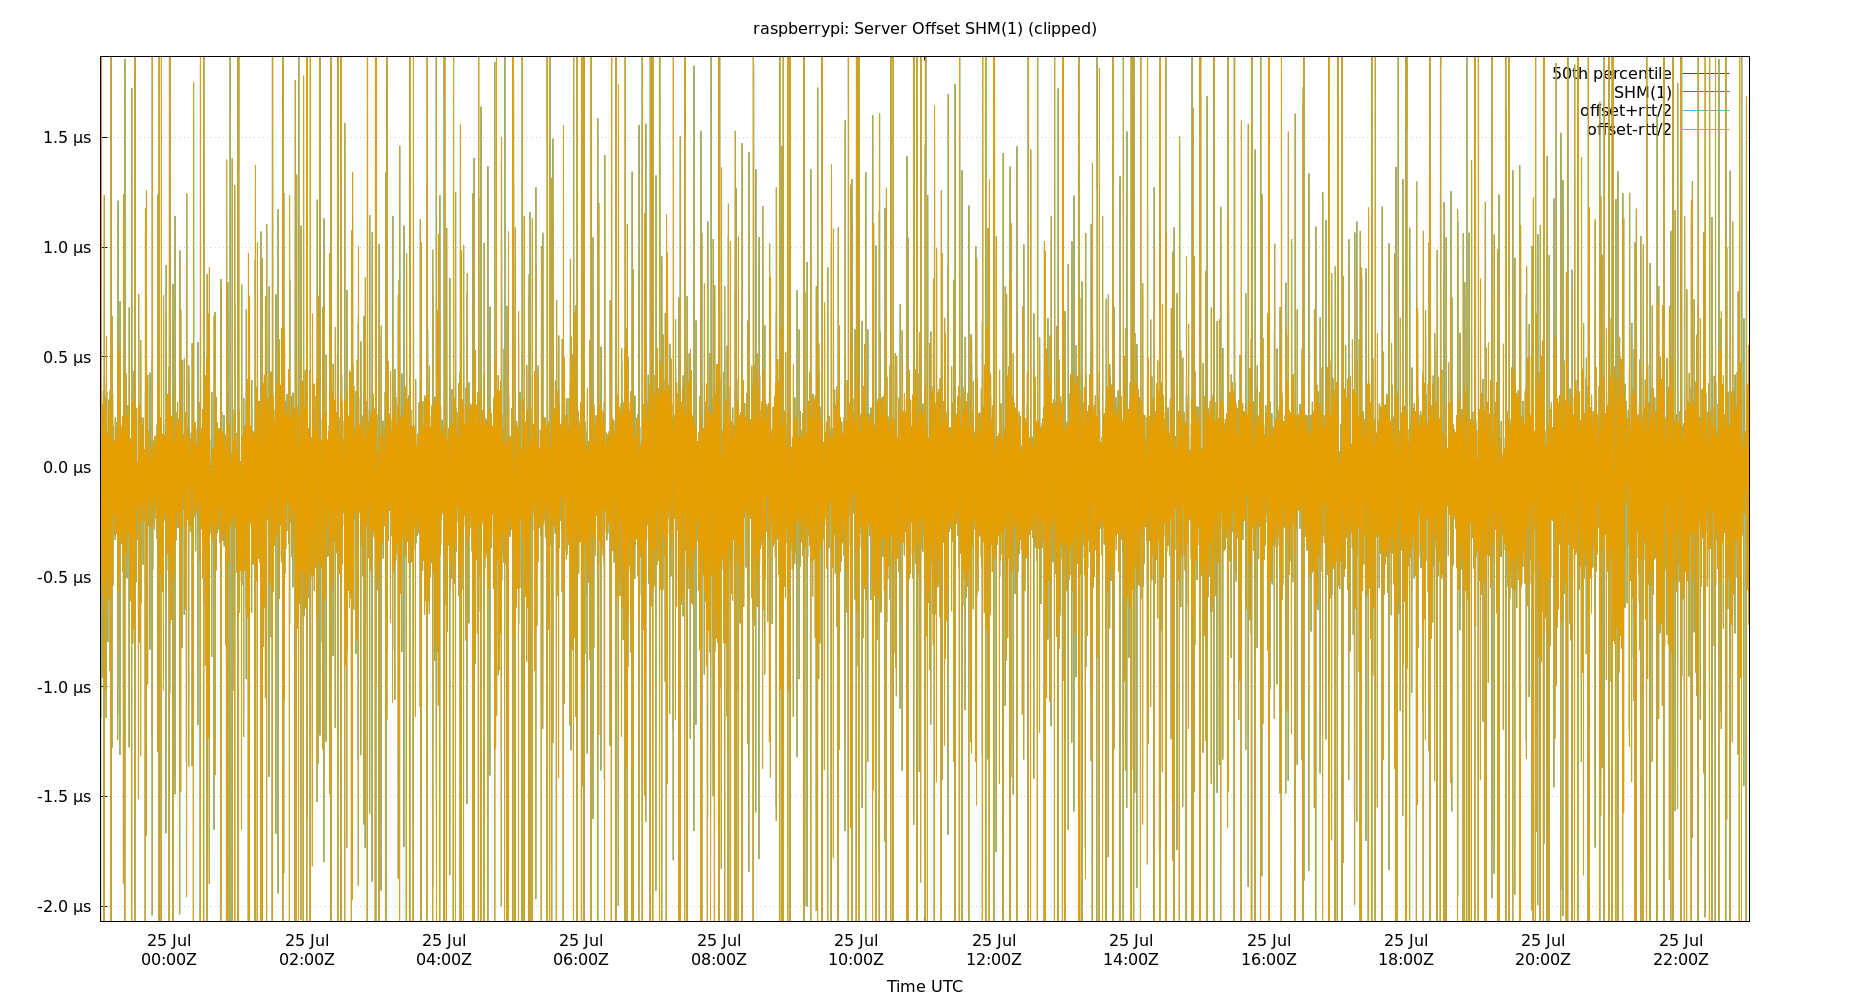 raspberrypi: Server Offset SHM(1) (clipped)
50th percentile
SHM(1)
offset+rtt/2
offset-rtt/2
1.5 µs
1.0 µs
0.5 µs
0.0 µs
-0.5 µs
-1.0 µs
-1.5 µs
-2.0 µs
25 Jul 25 Jul 25 Jul 25 Jul 25 Jul 25 Jul 25 Jul 25 Jul 25 Jul 25 Jul 25 Jul 25 Jul
00:00Z 02:00Z 04:00Z 06:00Z 08:00Z 10:00Z 12:00Z 14:00Z 16:00Z 18:00Z 20:00Z 22:00Z
Time UTC